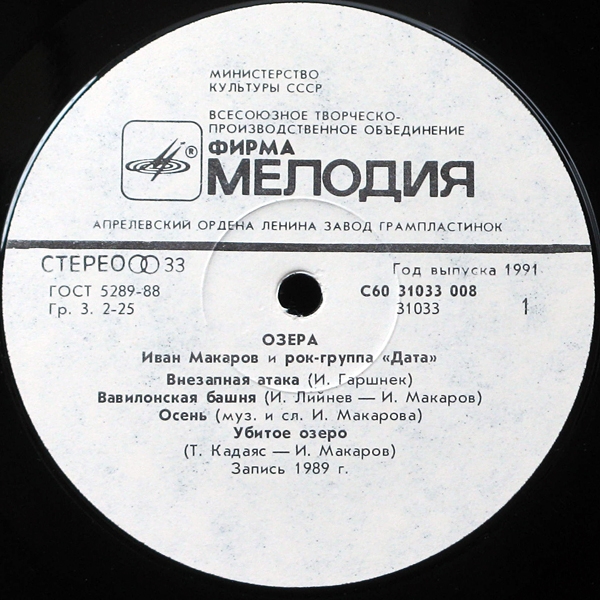 МИНИСТЕРСТВО
КУЛЬТУРЫ СССР
ВСЕСОЮЗНОЕ ТВОРЧЕСКО-
ПРОИЗВОДСТВЕННОЕ ОБЪЕДИНЕНИЕ
ФИРМА
®
МЕЛОДИЯ
АПРЕЛЕВСКИЙ ОРДЕНА ЛЕНИНА ЗАВОД ГРАМПЛАСТИНОК
СТЕРЕО 33
Год выпуска 1991
ГОСТ 5289-88
С60 31033 008
Гр. 3. 2-25
31033
1
ОЗЕРА
Иван Макаров и рок-группа «Дата»
Внезапная атака (И. Гаршнек)
Вавилонская башня (И. Лийнев — И. Макаров)
Осень (муз. и сл. И. Макарова)
Убитое озеро
(Т. Кадаяс — И. Макаров)
Запись 1989 г.